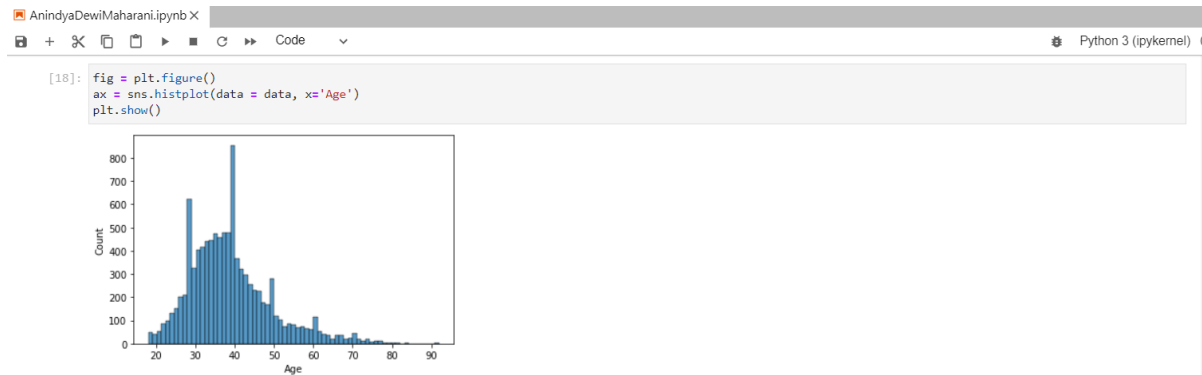 AnindyaDewiMaharani.ipynb
Code
Python 3 (ipykernel)
[18]: fig = plt.figure()
ax = sns.histplot(data = data, x='Age')
plt.show()
800
700
600
500
400
300
200
100
0
Count
20 30 40 50 60 70 80 90
Age